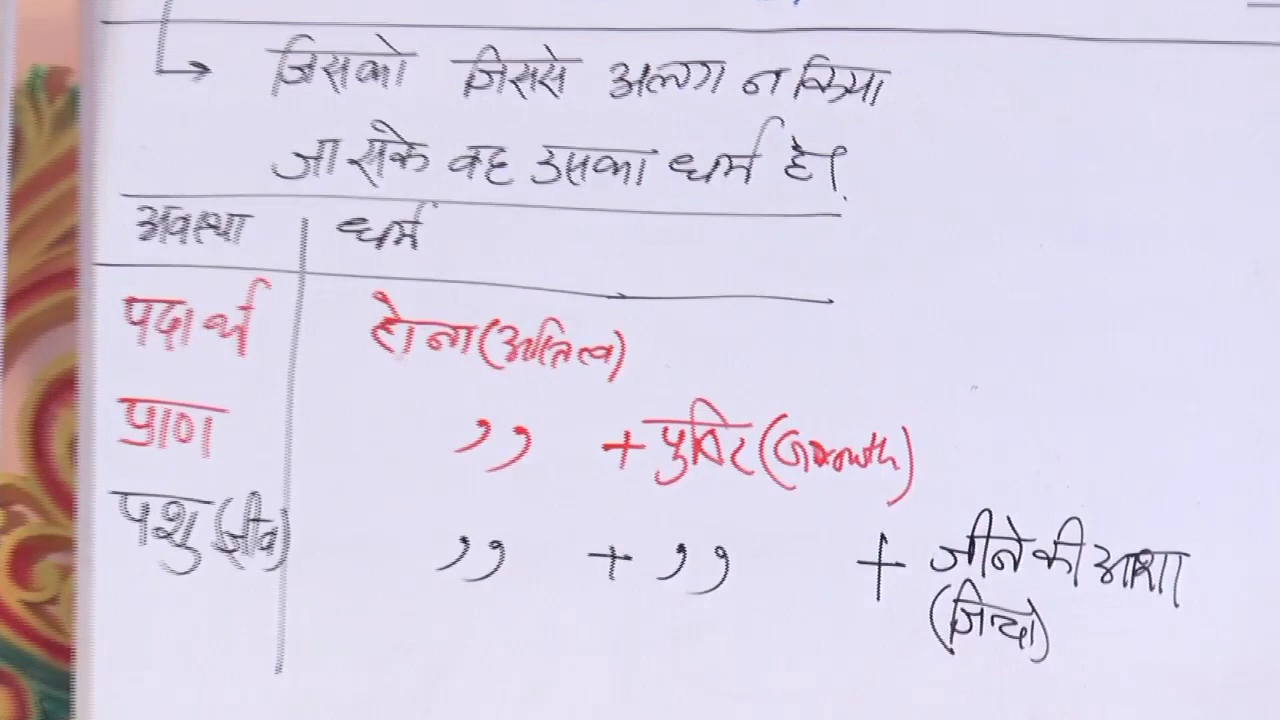 जिसको जिससे अलग न किया
जा सके वह उसका धर्म है।
अवस्था धर्म
पदार्थ होना (अस्तित्व)
प्राण ,, + पुष्टि (Growth)
पशु (जीव) ,, + ,, + जीने की आशा
(जिन्दा)